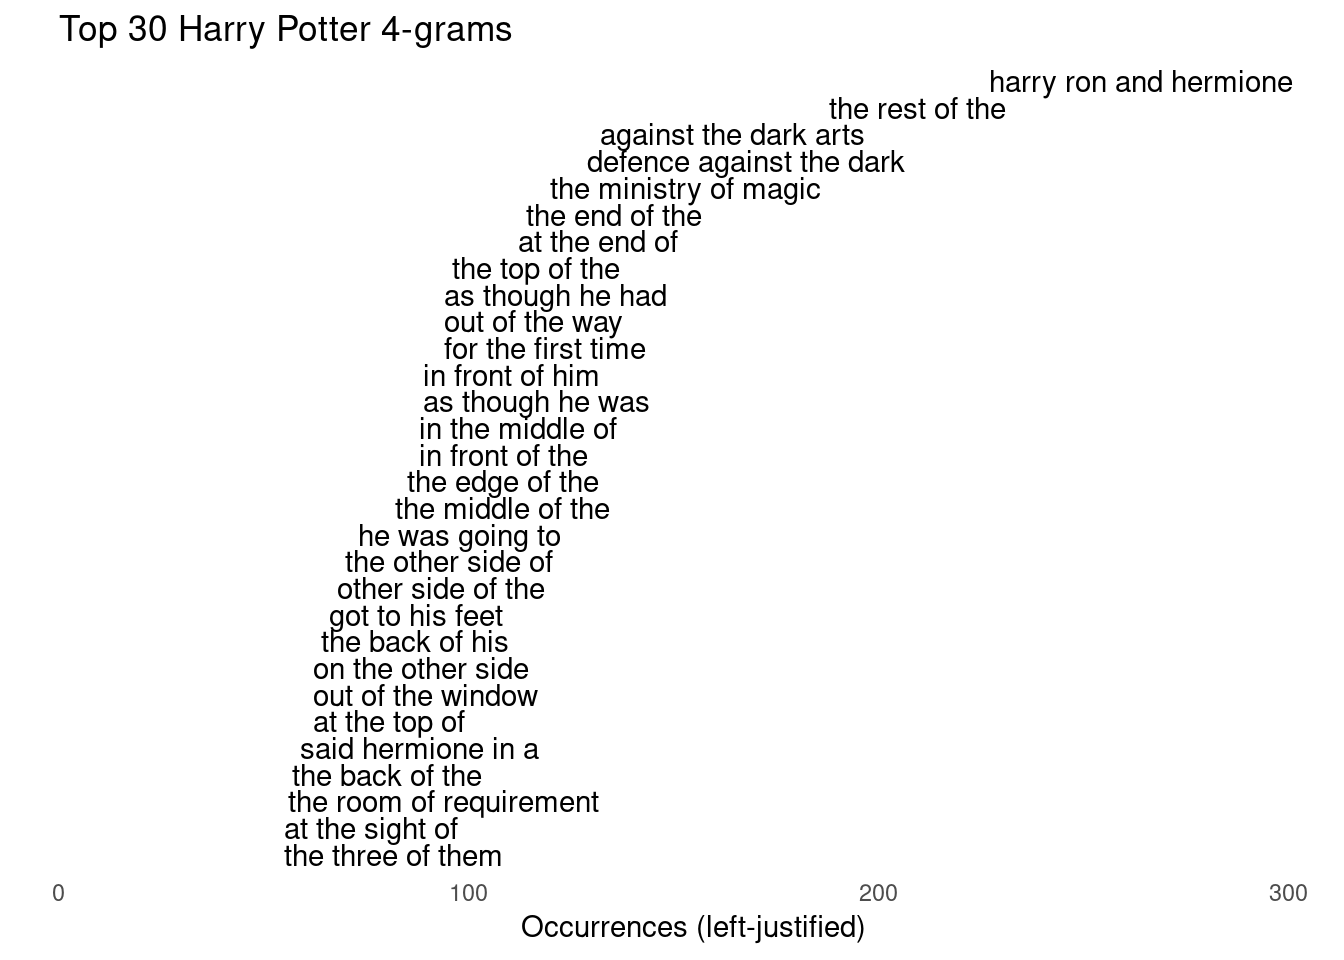 Top 30 Harry Potter 4-grams
harry ron and hermione
the rest of the
against the dark arts
defence against the dark
the ministry of magic
the end of the
at the end of
the top of the
as though he had
out of the way
for the first time
in front of him
as though he was
in the middle of
in front of the
the edge of the
the middle of the
he was going to
the other side of
other side of the
got to his feet
the back of his
on the other side
out of the window
at the top of
said hermione in a
the back of the
the room of requirement
at the sight of
the three of them
0 100 200 300
Occurrences (left-justified)